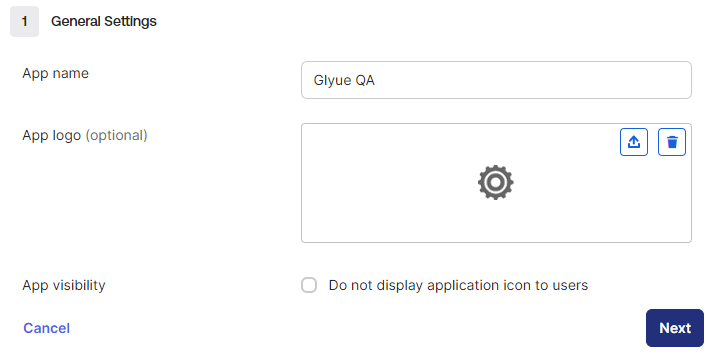 1 General Settings
App name
Glyue QA
App logo (optional)
App visibility
Do not display application icon to users
Cancel
Next